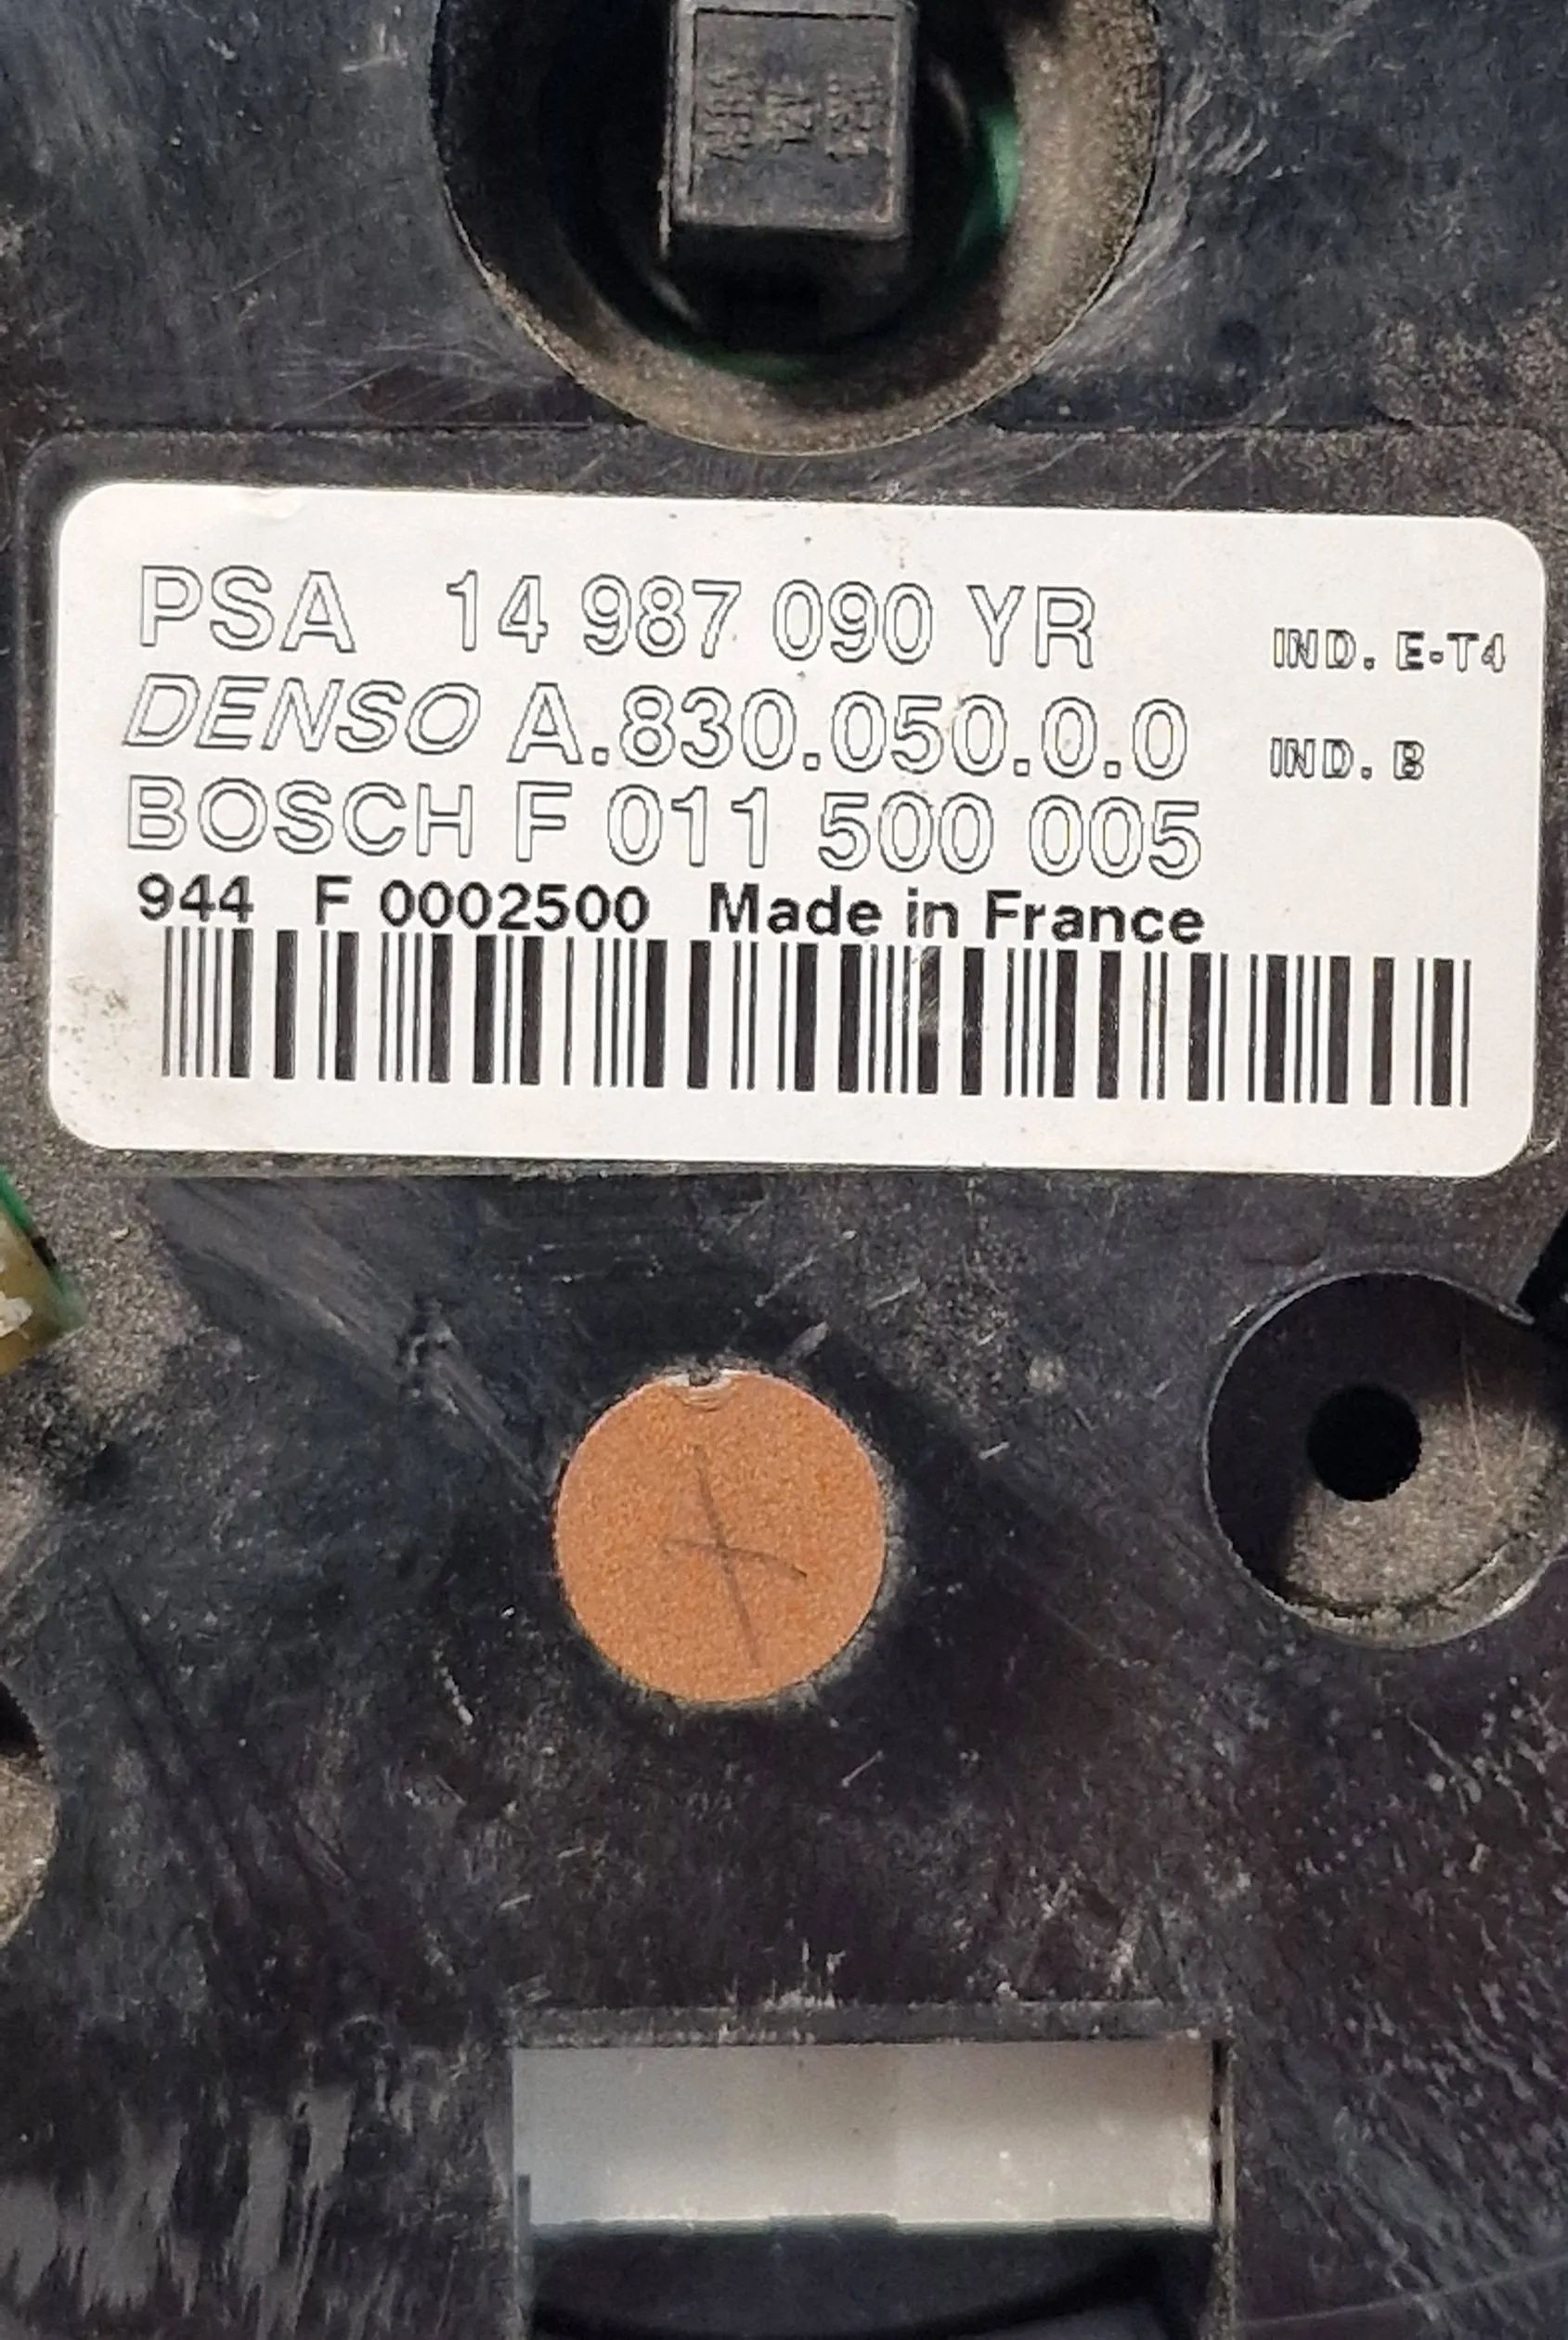 PSA 14 987 090 YR IND. E-T4
DENSO A.830.050.0.0 IND. B
BOSCH F 011 500 005
944 F 0002500 Made in France